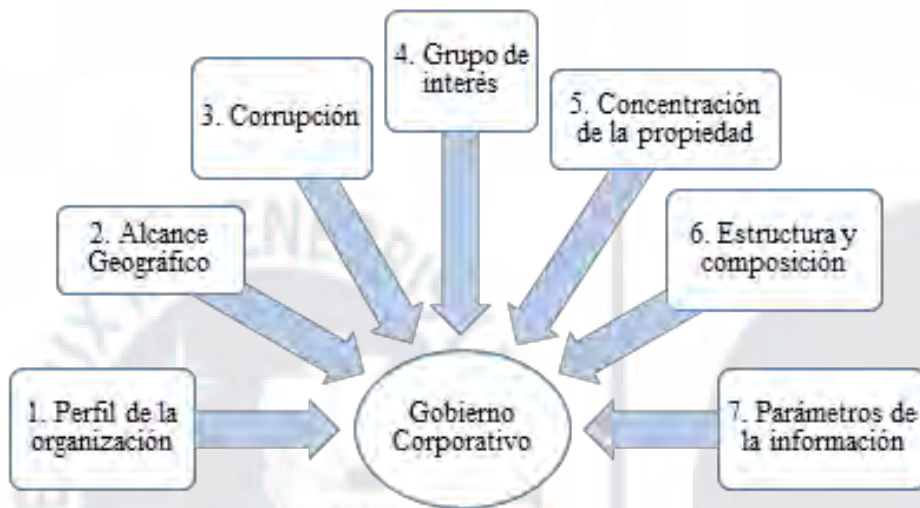 1. Perfil de la
organización
2. Alcance
Geográfico
3. Corrupción
4. Grupo de
interés
5. Concentración
de la propiedad
6. Estructura y
composición
7. Parámetros de
la información
Gobierno
Corporativo